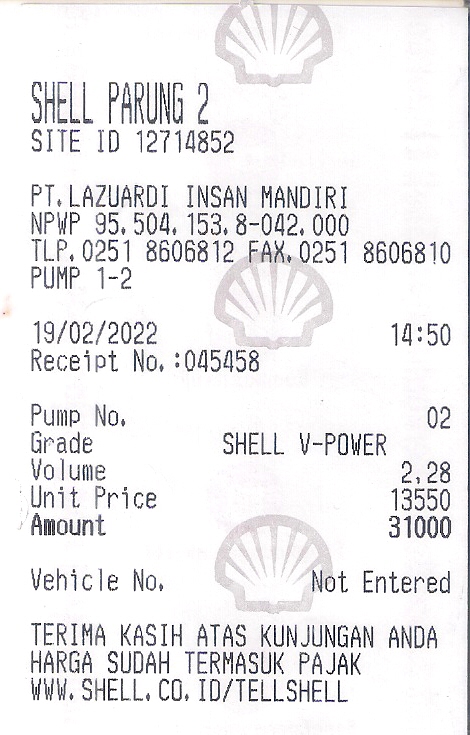 SHELL PARUNG 2
SITE ID 12714852
PT.LAZUARDI INSAN MANDIRI
NPWP 95.504.153.8-042.000
TLP.0251 8606812 FAX.0251 8606810
PUMP 1-2
19/02/2022 14:50
Receipt No.:045458
Pump No. 02
Grade SHELL V-POWER
Volume 2,28
Unit Price 13550
Amount 31000
Vehicle No. Not Entered
TERIMA KASIH ATAS KUNJUNGAN ANDA
HARGA SUDAH TERMASUK PAJAK
WWW.SHELL.CO.ID/TELLSHELL